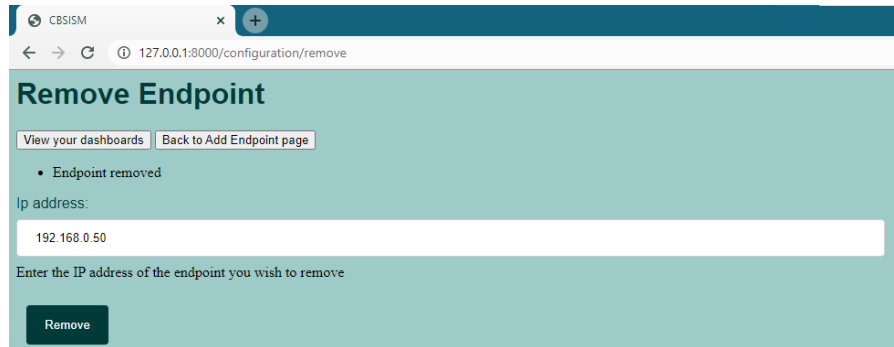 CBSISM
127.0.0.1:8000/configuration/remove
Remove Endpoint
View your dashboards Back to Add Endpoint page
• Endpoint removed
Ip address:
192.168.0.50
Enter the IP address of the endpoint you wish to remove
Remove